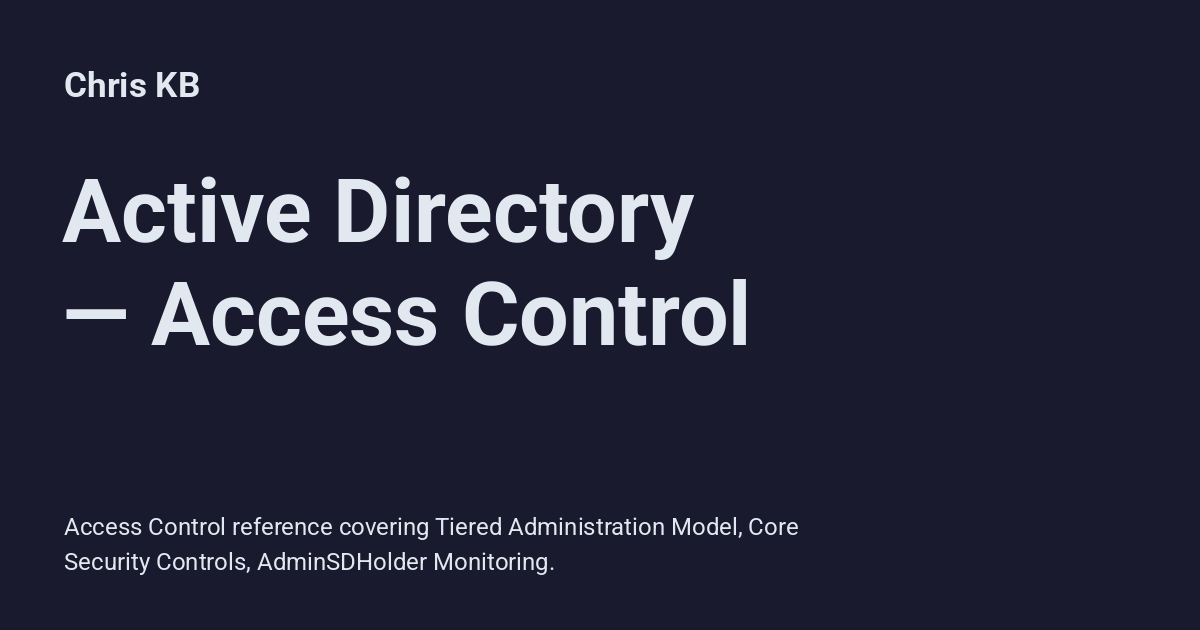 Chris KB
Active Directory
— Access Control
Access Control reference covering Tiered Administration Model, Core
Security Controls, AdminSDHolder Monitoring.